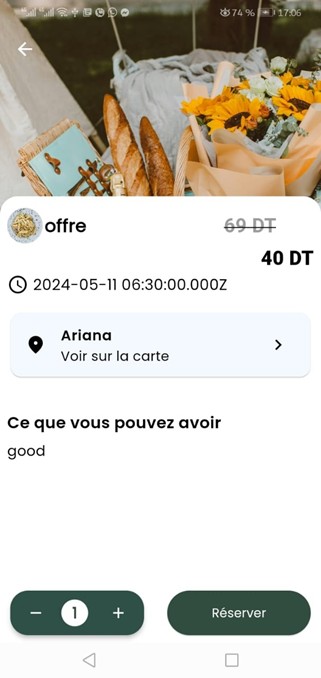 74 % 17:06
offre
69 DT
40 DT
2024-05-11 06:30:00.000Z
Ariana
Voir sur la carte
Ce que vous pouvez avoir
good
1
Réserver